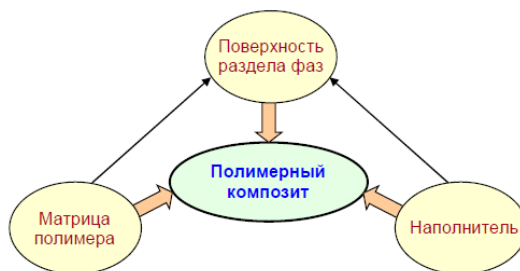 Поверхность
раздела фаз
Полимерный
композит
Матрица
полимера
Наполнитель